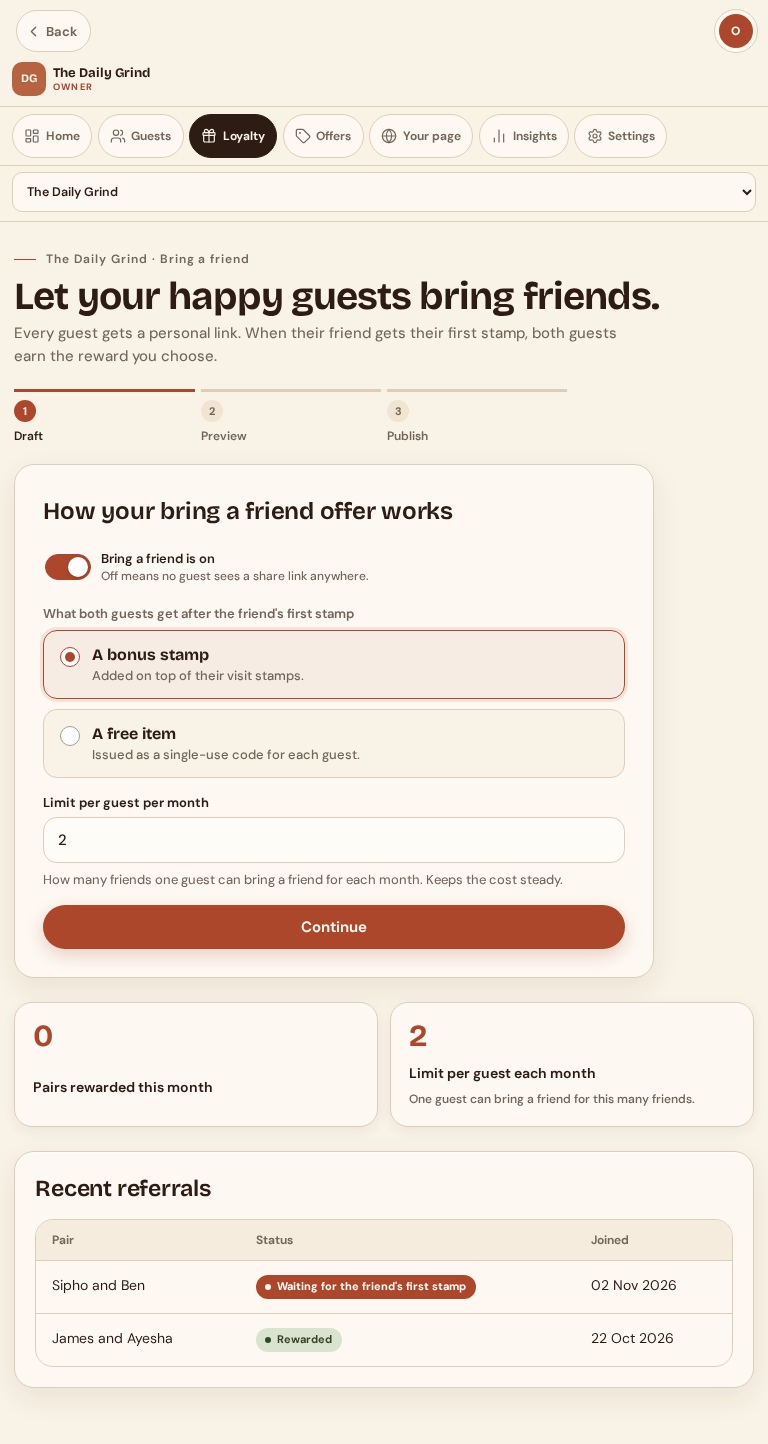 Back
O
DG
The Daily Grind
OWNER
Home
Guests
Loyalty
Offers
Your page
Insights
Settings
The Daily Grind
The Daily Grind · Bring a friend
Let your happy guests bring friends.
Every guest gets a personal link. When their friend gets their first stamp, both guests
earn the reward you choose.
1
2
3
Draft
Preview
Publish
How your bring a friend offer works
Bring a friend is on
Off means no guest sees a share link anywhere.
What both guests get after the friend's first stamp
A bonus stamp
Added on top of their visit stamps.
A free item
Issued as a single-use code for each guest.
Limit per guest per month
2
How many friends one guest can bring a friend for each month. Keeps the cost steady.
Continue
0
Pairs rewarded this month
2
Limit per guest each month
One guest can bring a friend for this many friends.
Recent referrals
Pair
Status
Joined
Sipho and Ben
Waiting for the friend's first stamp
02 Nov 2026
James and Ayesha
Rewarded
22 Oct 2026